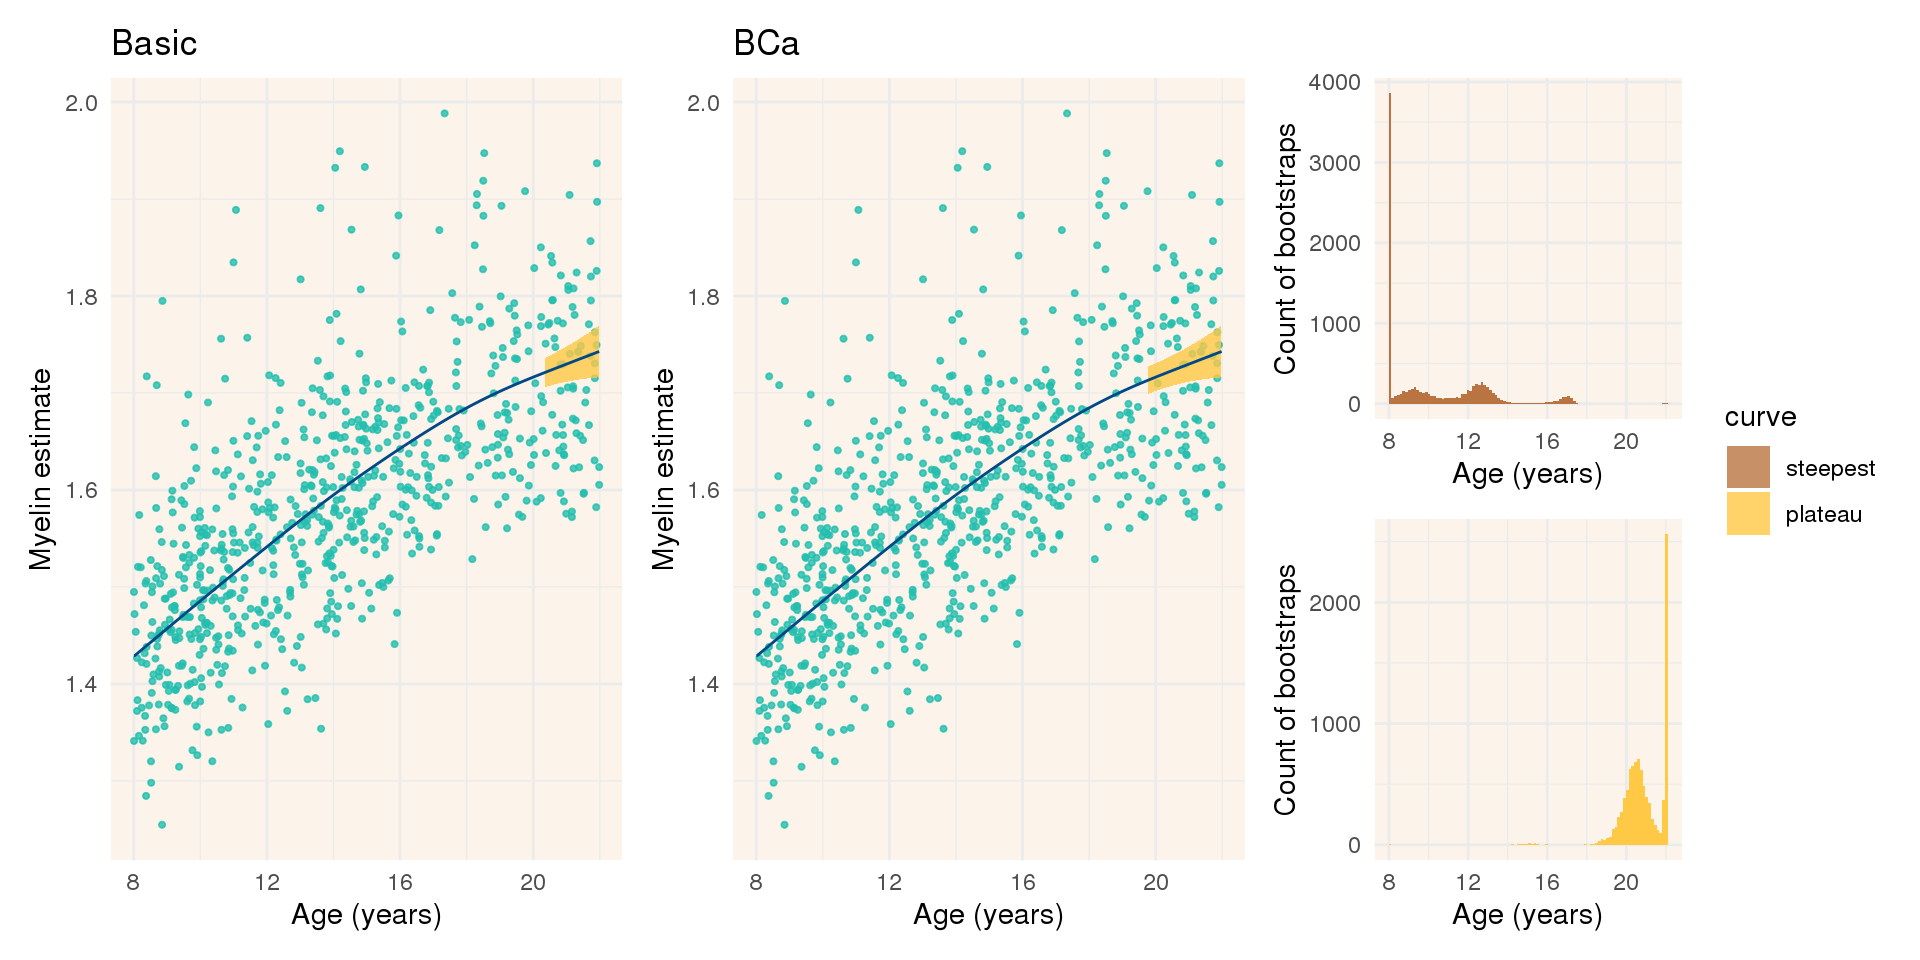 Basic
2.0
1.8
1.6
1.4
Myelin estimate
8 12 16 20
Age (years)
BCa
2.0
1.8
1.6
1.4
Myelin estimate
8 12 16 20
Age (years)
4000
3000
2000
1000
0
Count of bootstraps
8 12 16 20
Age (years)
2000
1000
0
Count of bootstraps
8 12 16 20
Age (years)
curve
steepest
plateau